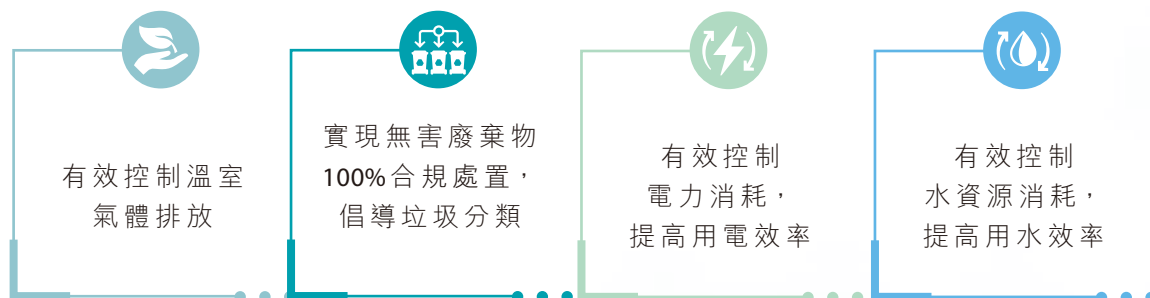 有效控制溫室
氣體排放
實現無害廢棄物
100%合規處置，
倡導垃圾分類
有效控制
電力消耗，
提高用電效率
有效控制
水資源消耗，
提高用水效率